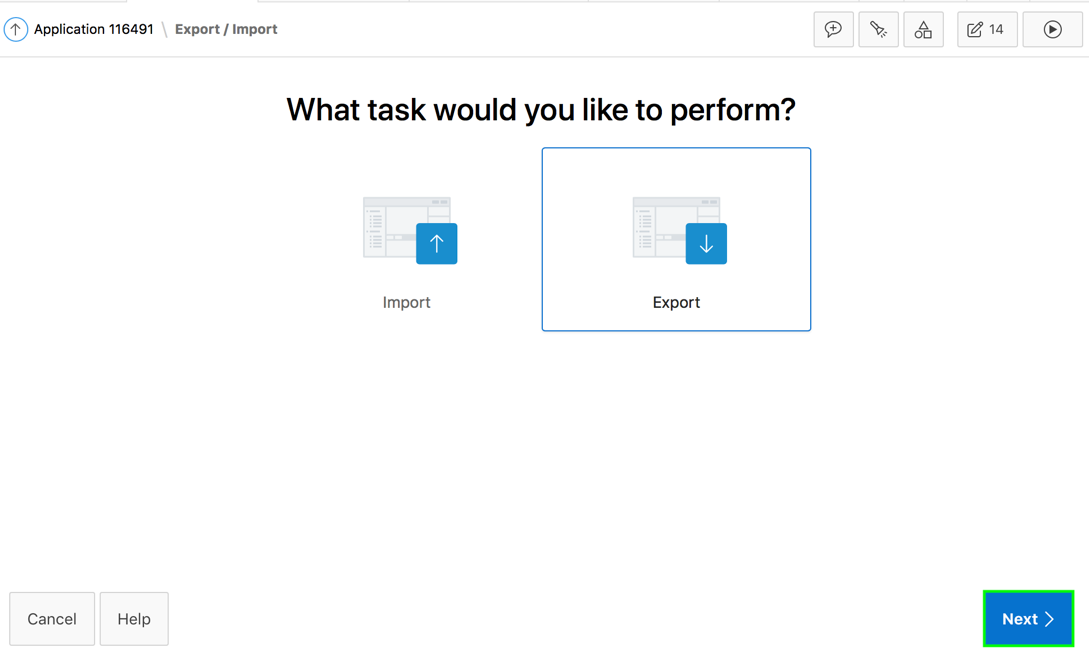 Application 116491 \ Export / Import
14
What task would you like to perform?
Import
Export
Cancel
Help
Next